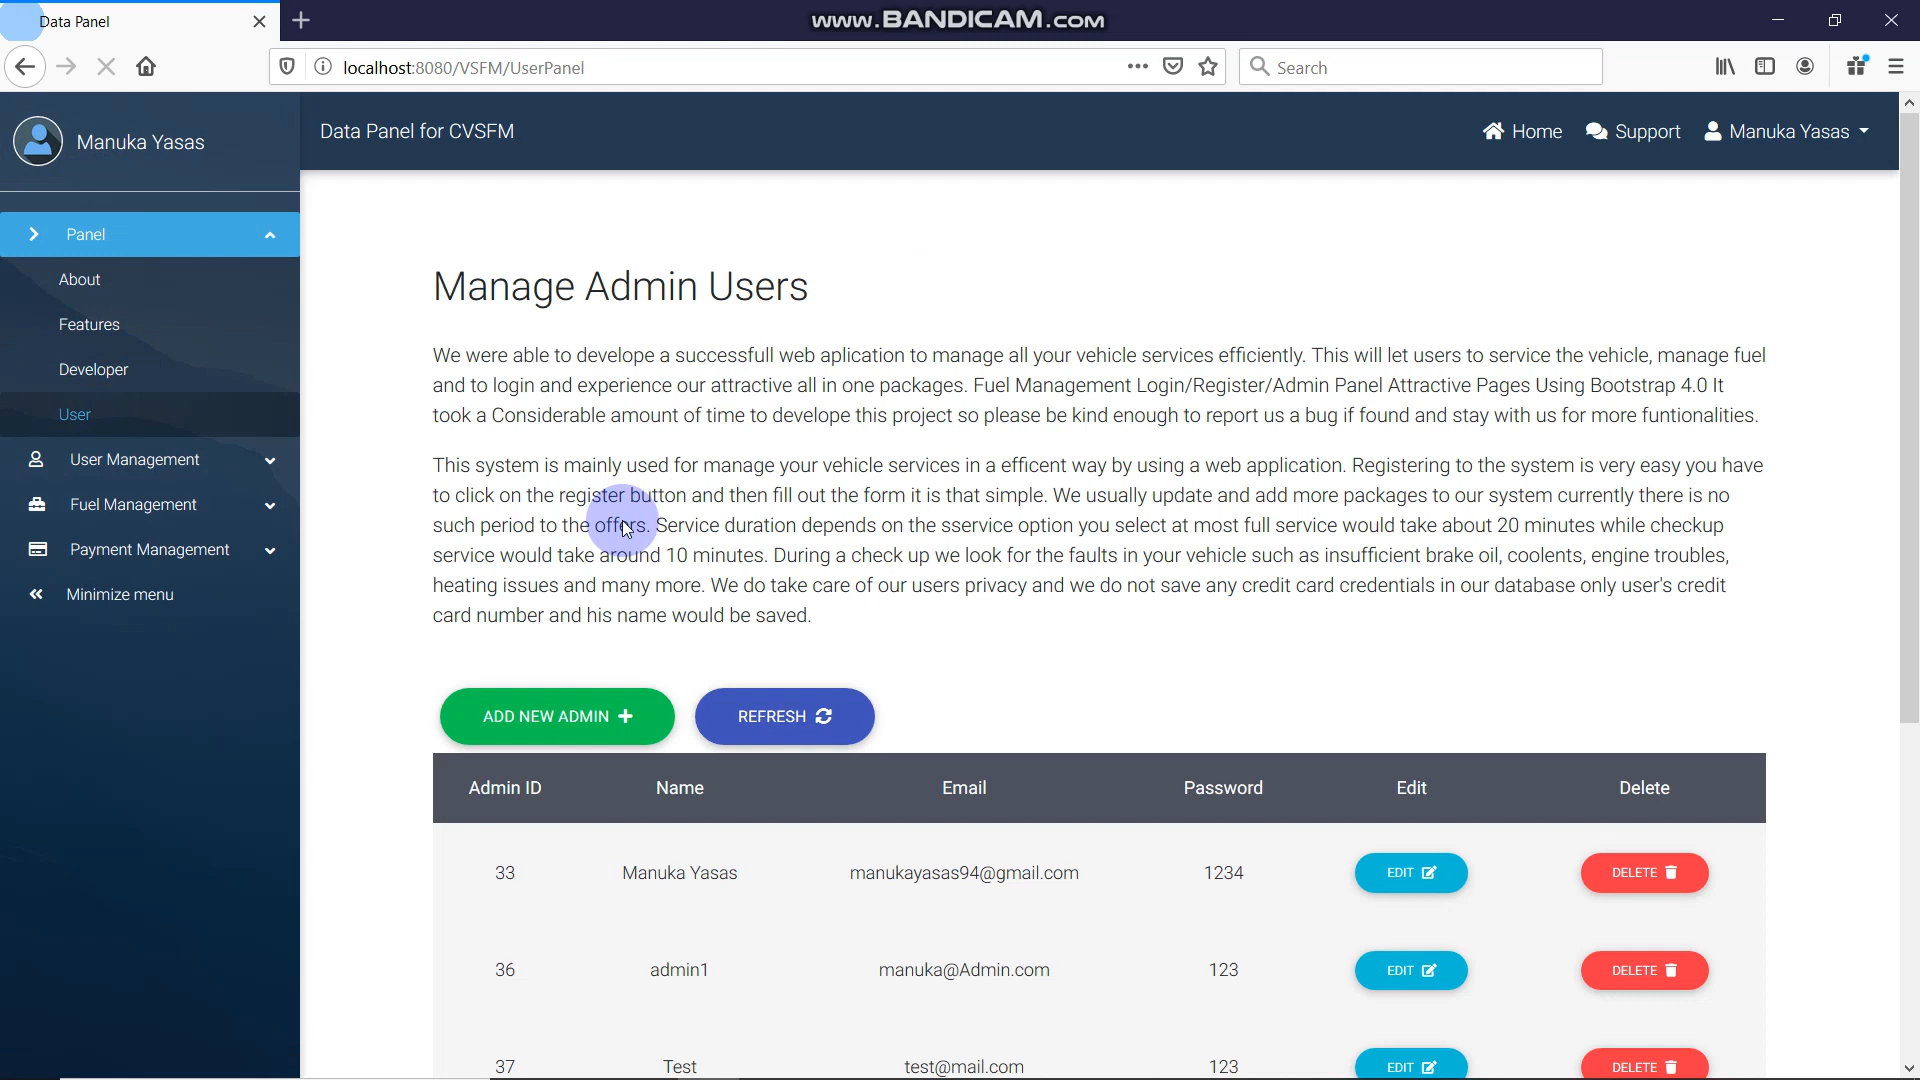 Data Panel
www.BANDICAM.com
localhost:8080/VSFM/UserPanel
Search
Manuka Yasas
Data Panel for CVSFM
Home
Support
Manuka Yasas
Panel
About
Features
Developer
User
User Management
Fuel Management
Payment Management
Minimize menu
Manage Admin Users
We were able to develope a successfull web aplication to manage all your vehicle services efficiently. This will let users to service the vehicle, manage fuel
and to login and experience our attractive all in one packages. Fuel Management Login/Register/Admin Panel Attractive Pages Using Bootstrap 4.0 It
took a Considerable amount of time to develope this project so please be kind enough to report us a bug if found and stay with us for more funtionalities.
This system is mainly used for manage your vehicle services in a efficent way by using a web application. Registering to the system is very easy you have
to click on the register button and then fill out the form it is that simple. We usually update and add more packages to our system currently there is no
such period to the offers. Service duration depends on the sservice option you select at most full service would take about 20 minutes while checkup
service would take around 10 minutes. During a check up we look for the faults in your vehicle such as insufficient brake oil, coolents, engine troubles,
heating issues and many more. We do take care of our users privacy and we do not save any credit card credentials in our database only user's credit
card number and his name would be saved.
ADD NEW ADMIN
REFRESH
Admin ID Name Email Password Edit Delete
33 Manuka Yasas manukayasas94@gmail.com 1234 EDIT DELETE
36 admin1 manuka@Admin.com 123 EDIT DELETE
37 Test test@mail.com 123 EDIT DELETE